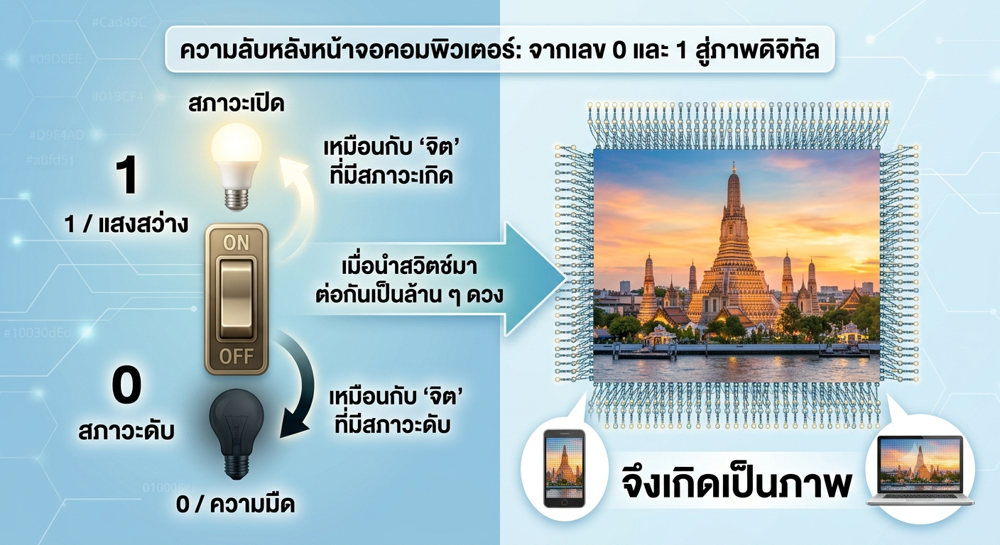 ความลับหลังหน้าจอคอมพิวเตอร์: จากเลข 0 และ 1 สู่ภาพดิจิทัล
สภาวะเปิด
1
1 / แสงสว่าง
เหมือนกับ ‘จิต’
ที่มีสภาวะเกิด
ON
OFF
เมื่อนำสวิตช์มา
ต่อกันเป็นล้าน ๆ ดวง
0
สภาวะดับ
เหมือนกับ ‘จิต’
ที่มีสภาวะดับ
0 / ความมืด
จึงเกิดเป็นภาพ
#Cad49C
#09D8EE
#019CF4
#D9F4AD
#a0fd51
#10030dEd